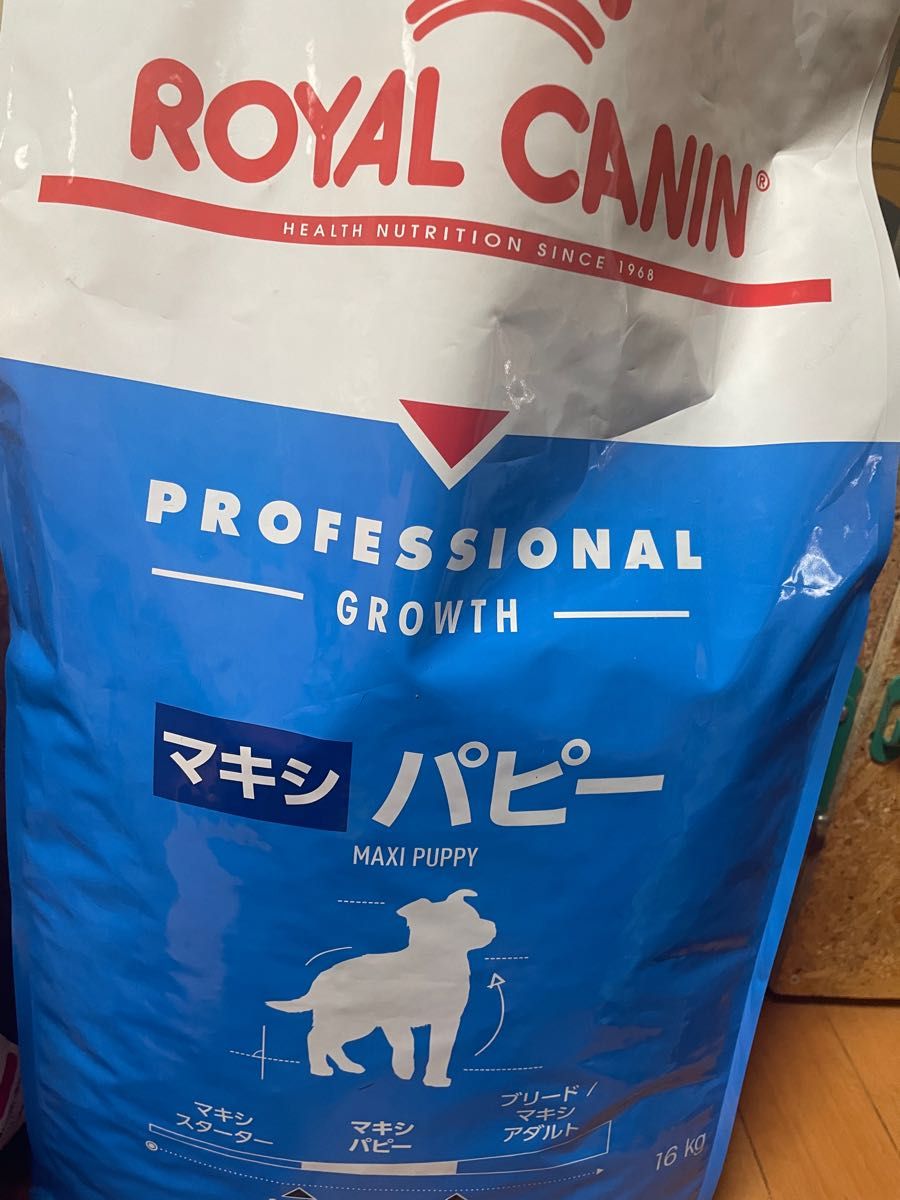 ROYAL CANIN®
HEALTH NUTRITION SINCE 1968
PROFESSIONAL
GROWTH
マキシ パピー
MAXI PUPPY
マキシ
スターター
マキシ
パピー
ブリード /
マキシ
アダルト
16 kg